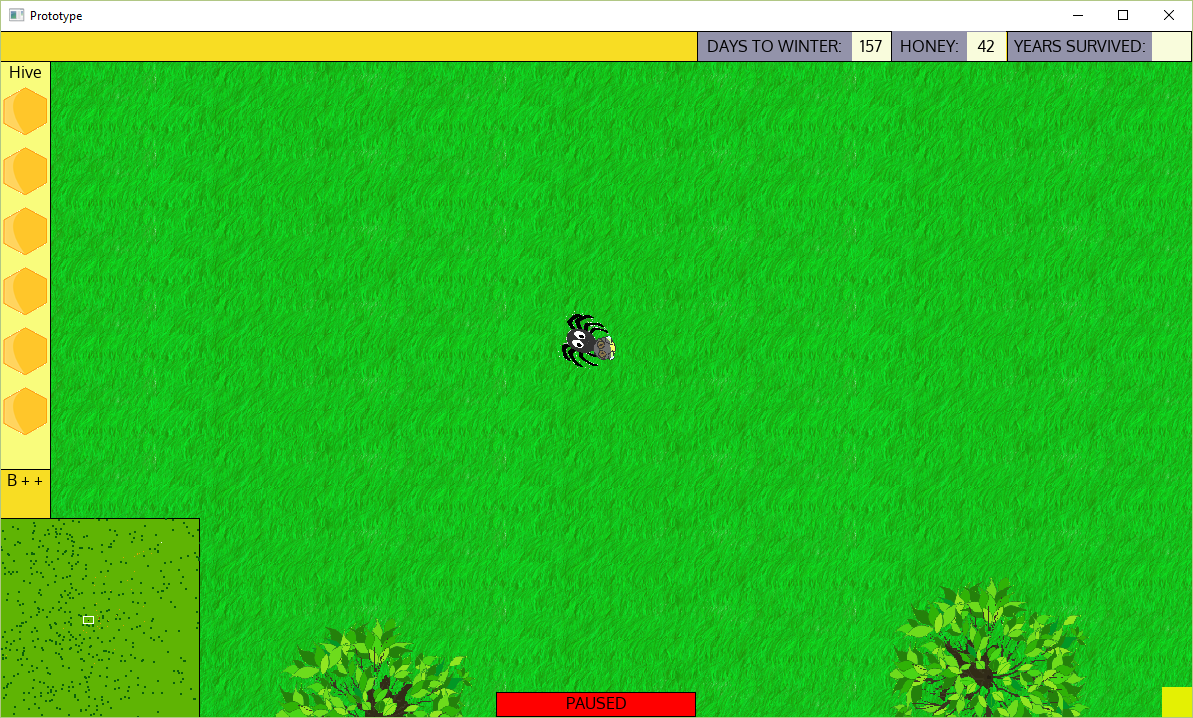 Prototype
DAYS TO WINTER: 157 HONEY: 42 YEARS SURVIVED:
Hive
B + +
PAUSED